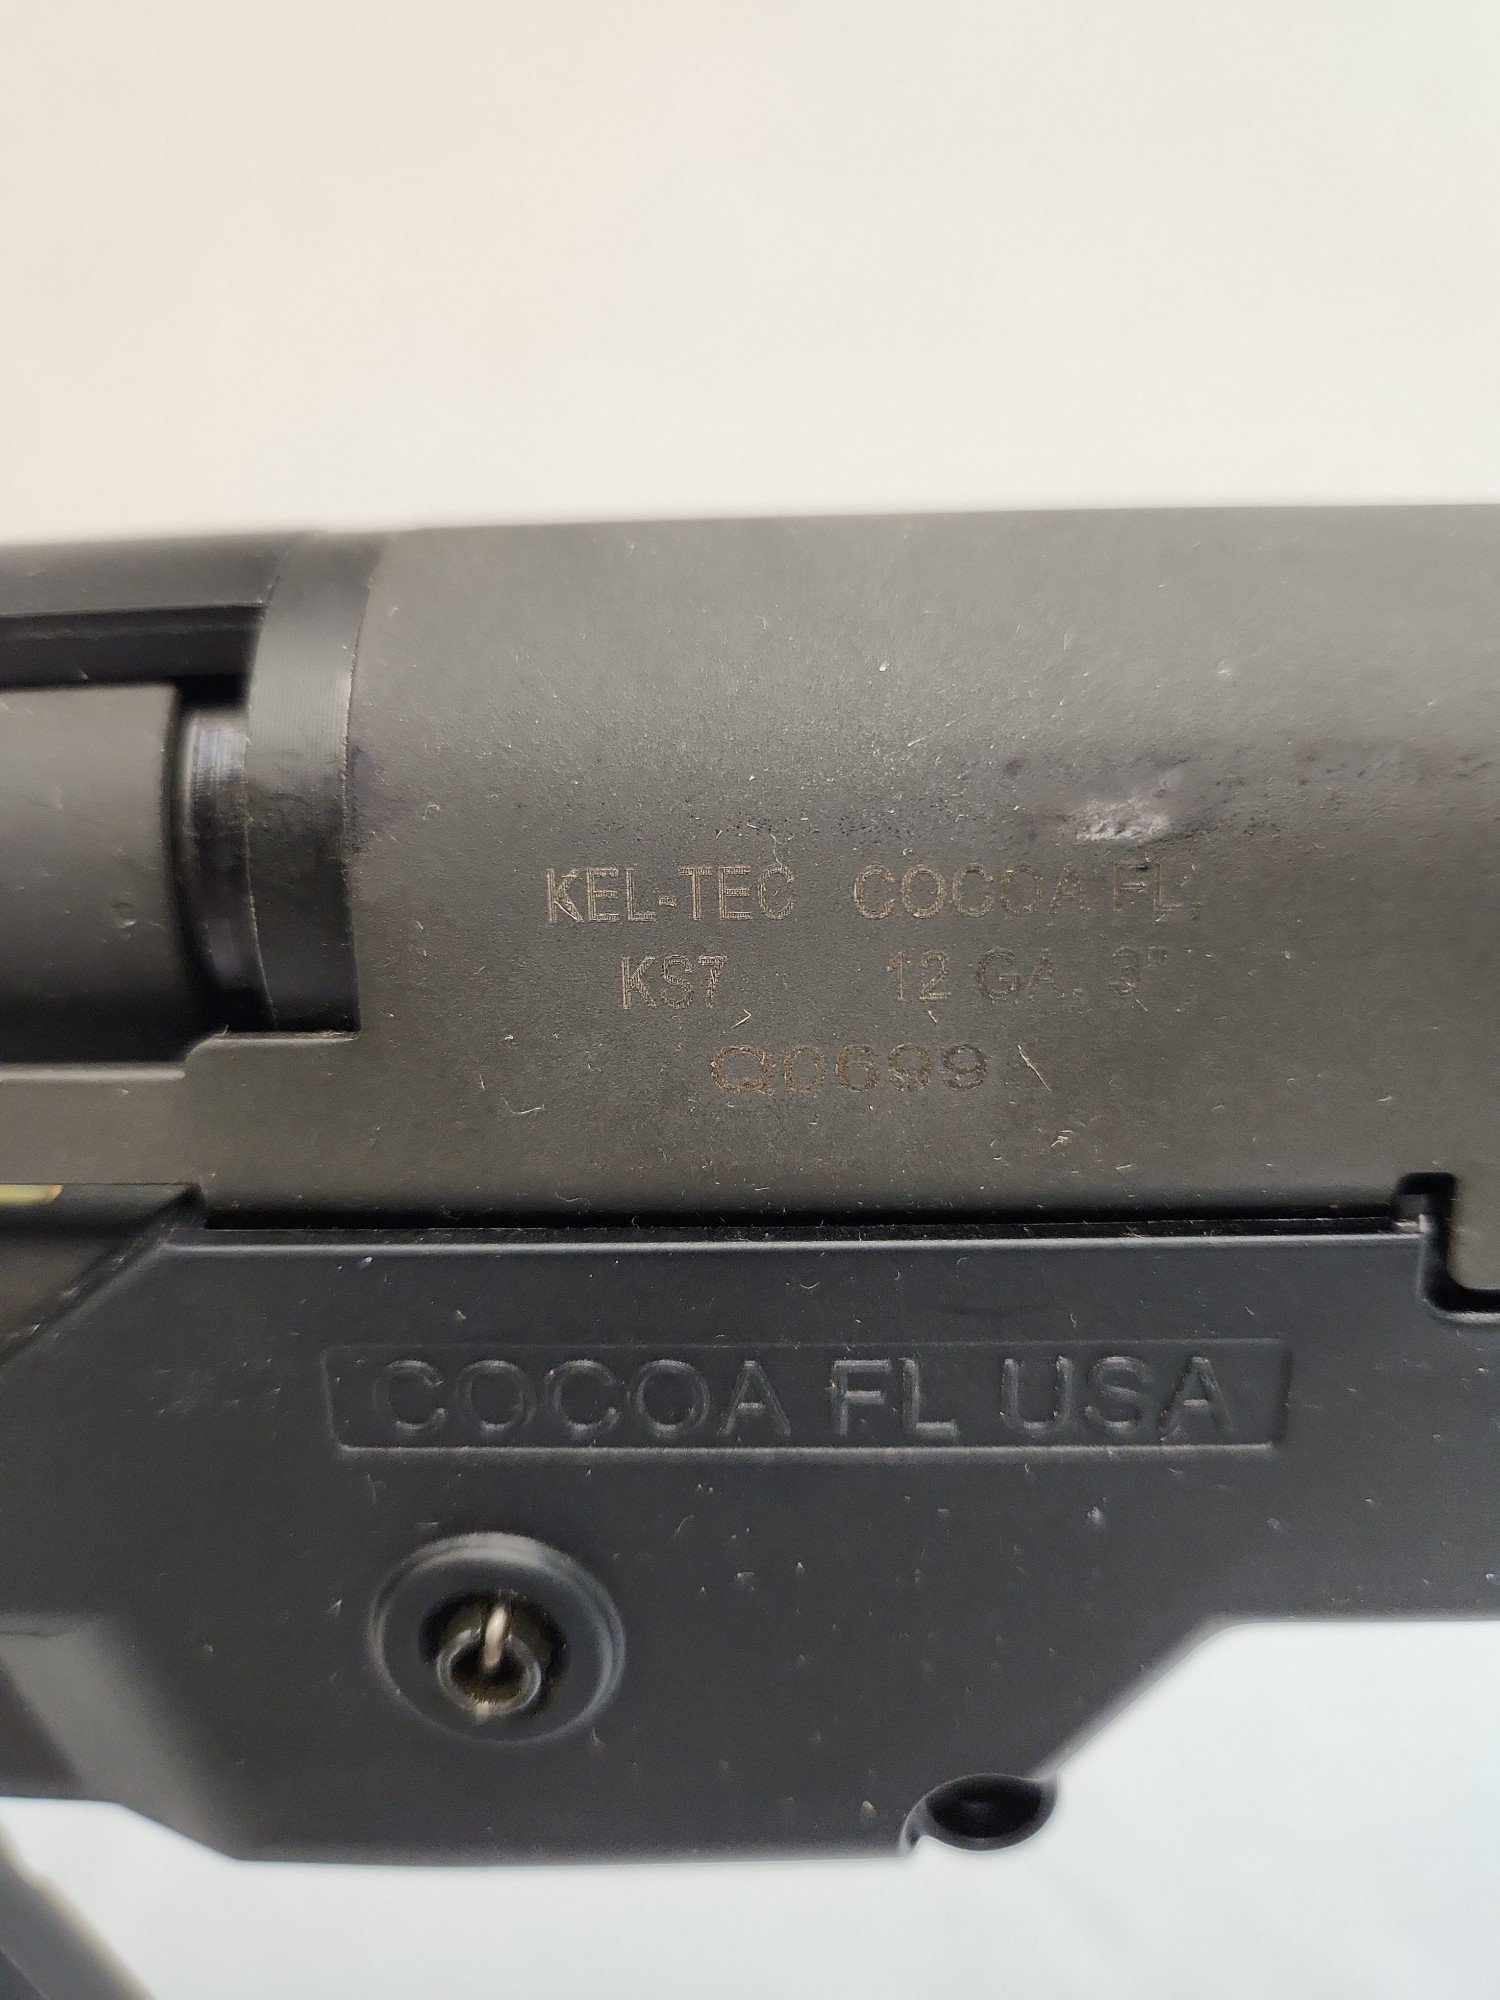 KEL-TEC COCOA FL.
KS7 12 GA. 3"
Q0699
COCOA FL USA